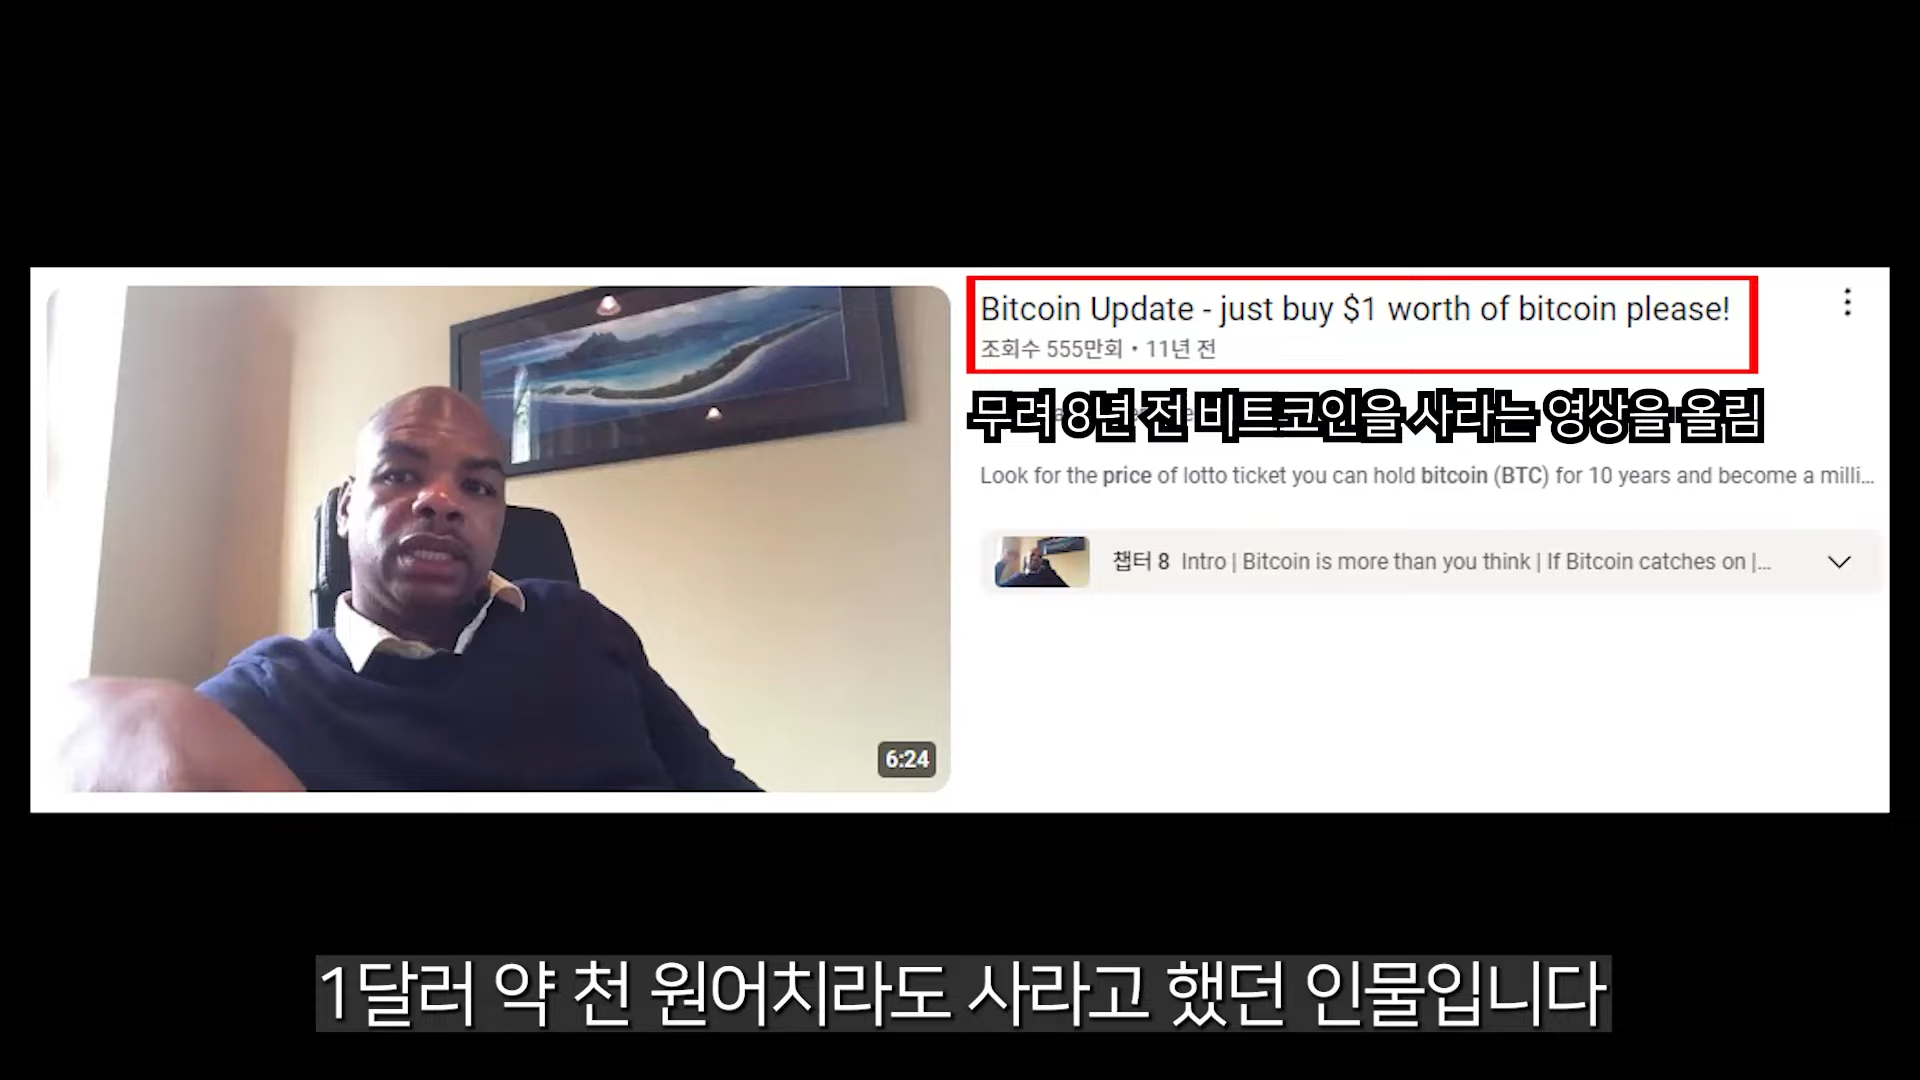 Bitcoin Update - just buy $1 worth of bitcoin please!
조회수 555만회 • 11년 전
무려 8년 전 비트코인을 사라는 영상을 올림
Look for the price of lotto ticket you can hold bitcoin (BTC) for 10 years and become a milli...
챕터 8 Intro | Bitcoin is more than you think | If Bitcoin catches on |...
6:24
1달러 약 천 원어치라도 사라고 했던 인물입니다